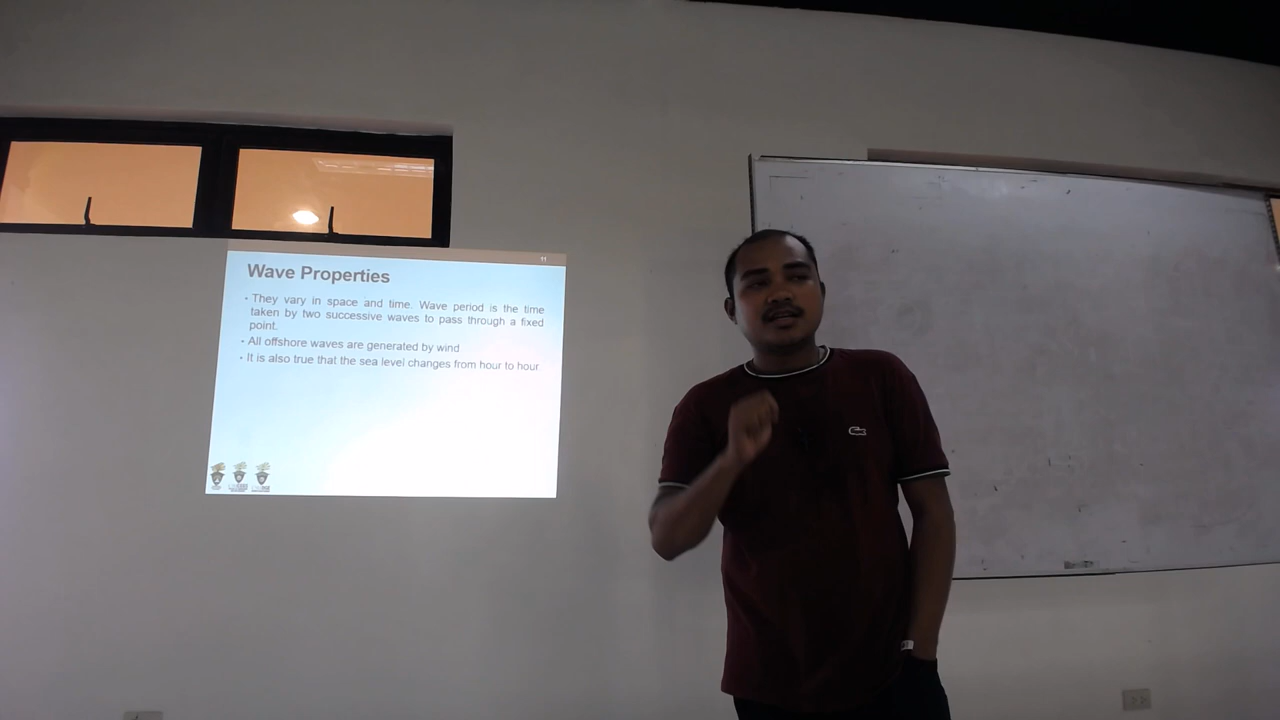 11
Wave Properties
• They vary in space and time. Wave period is the time
taken by two successive waves to pass through a fixed
point.
• All offshore waves are generated by wind
• It is also true that the sea level changes from hour to hour